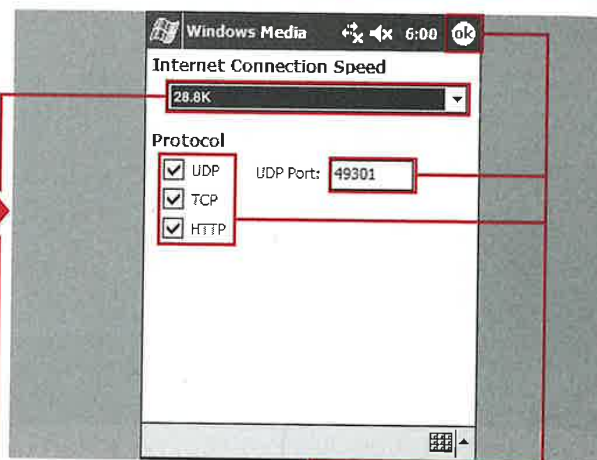 Windows Media 6:00 ok
Internet Connection Speed
28.8K
Protocol
UDP UDP Port: 49301
TCP
HTTP